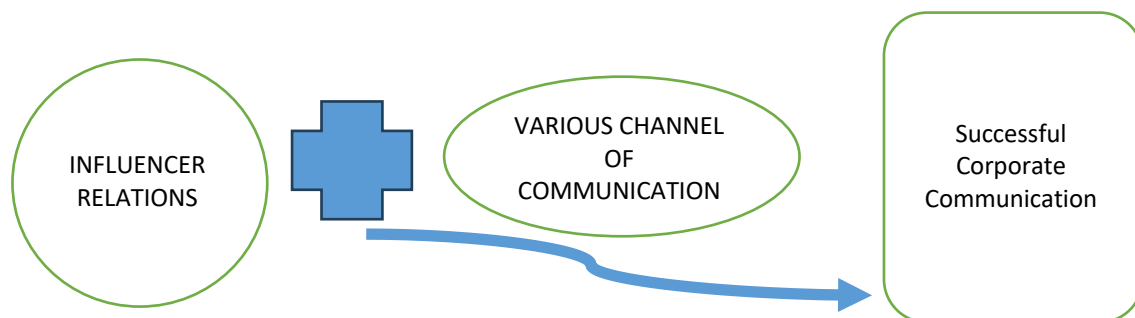 INFLUENCER
RELATIONS
VARIOUS CHANNEL
OF
COMMUNICATION
Successful
Corporate
Communication